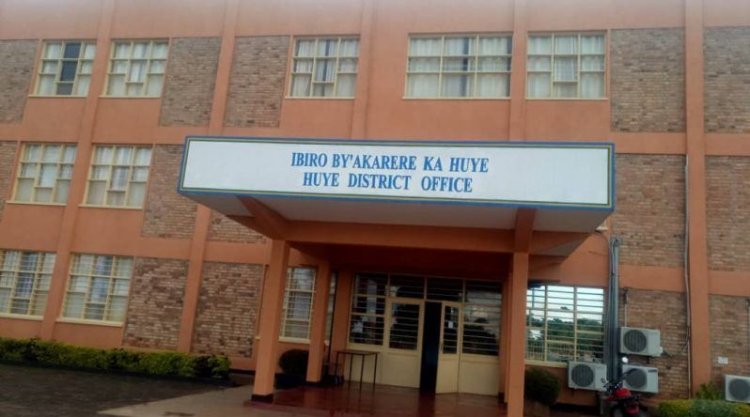 IBIRO BY'AKARERE KA HUYE
HUYE DISTRICT OFFICE